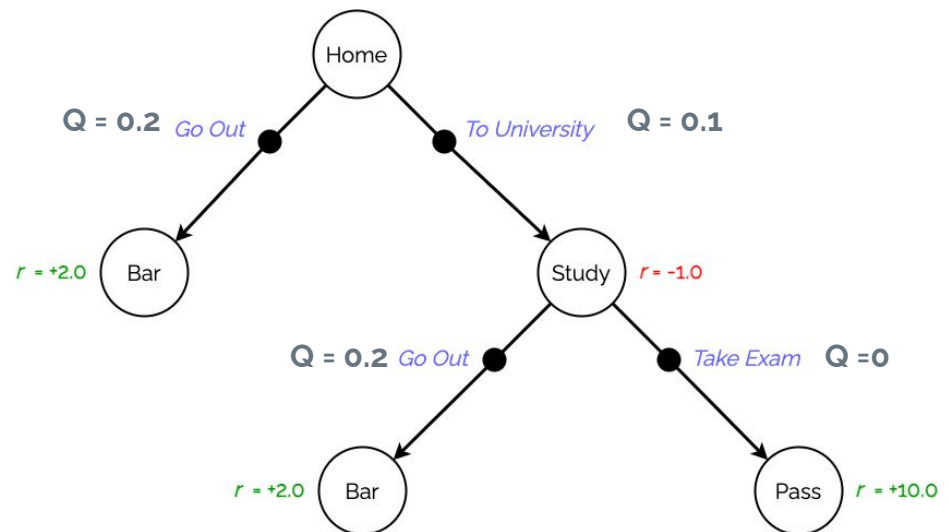 Home
Q = 0.2 Go Out
To University Q = 0.1
r = +2.0 Bar
Study r = -1.0
Q = 0.2 Go Out
Take Exam Q =0
r = +2.0 Bar
Pass r = +10.0